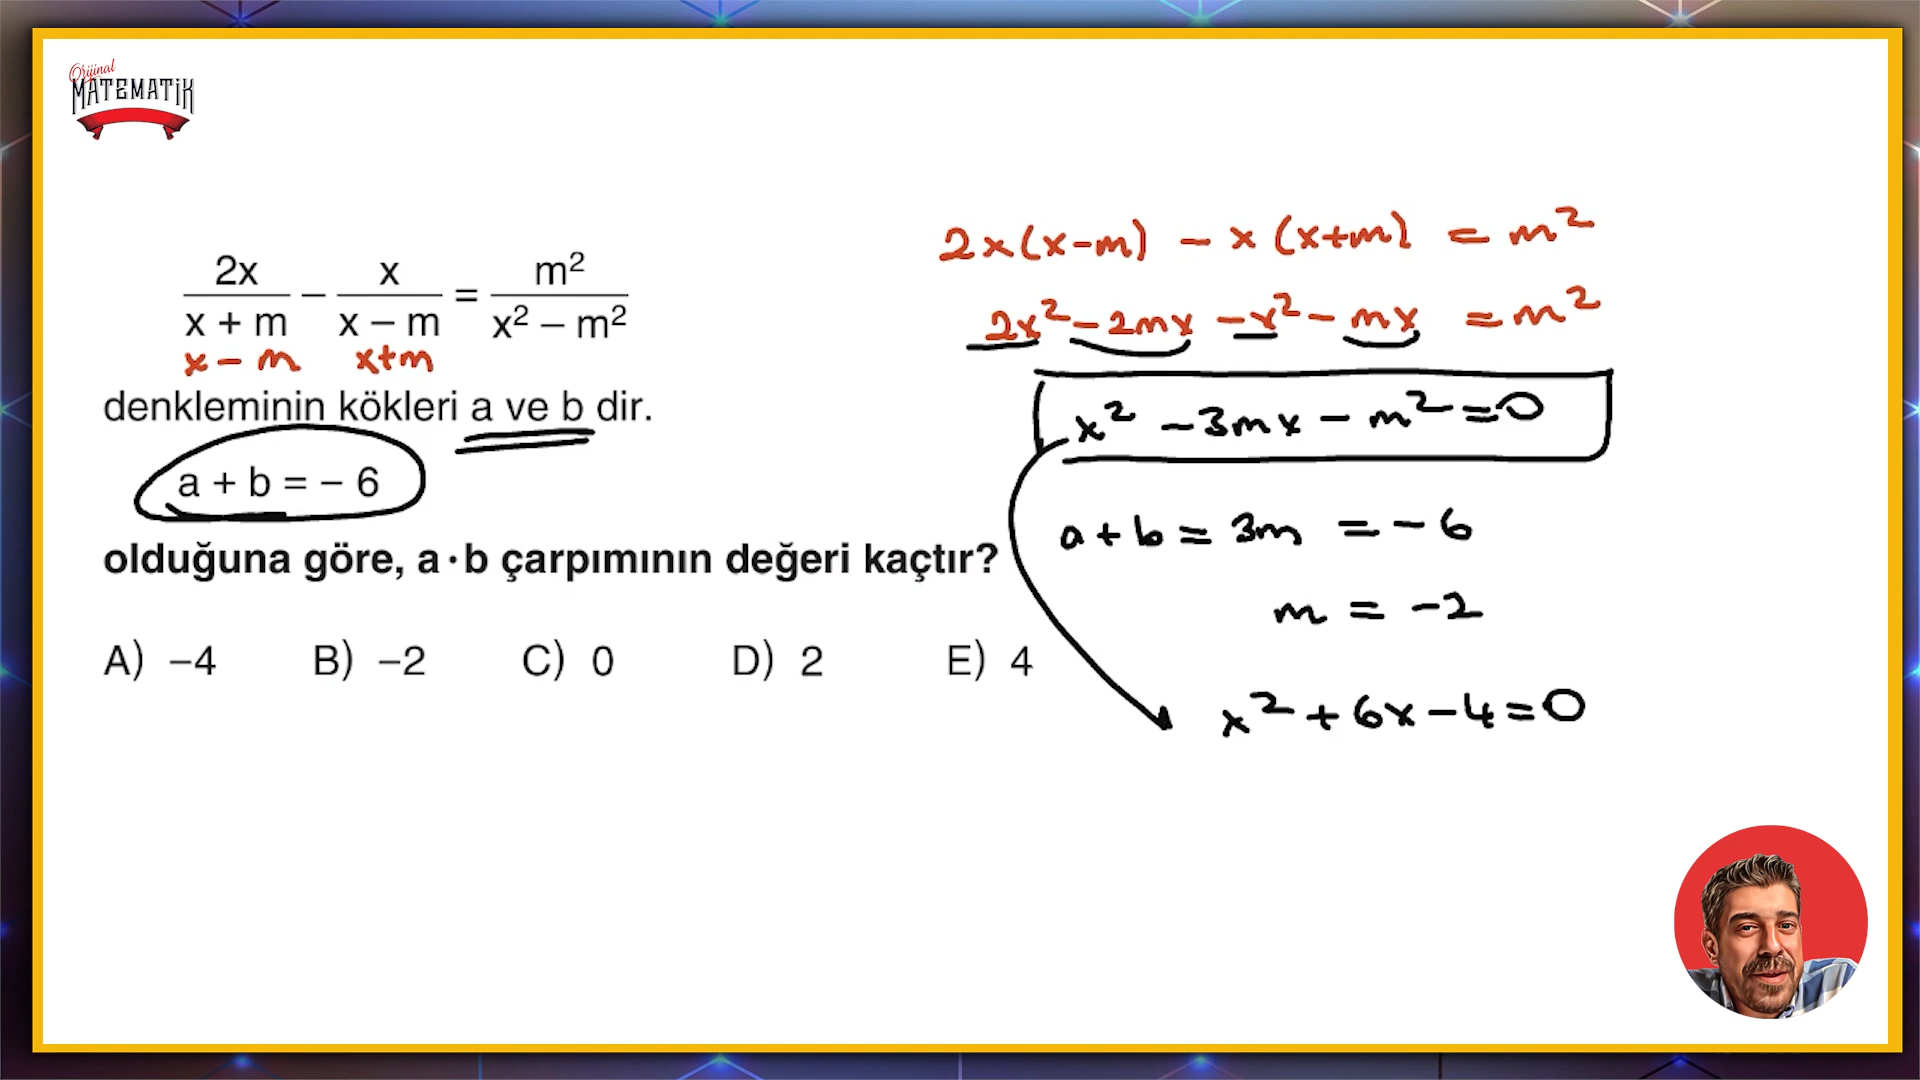 Orijinal
MATEMATİK
2x/(x + m) − x/(x − m) = m²/(x² − m²)
x − m x+m
denkleminin kökleri a ve b dir.
a + b = − 6
olduğuna göre, a · b çarpımının değeri kaçtır?
A) −4 B) −2 C) 0 D) 2 E) 4
2x(x-m) - x(x+m) = m²
2x² - 2mx - x² - mx = m²
x² - 3mx - m² = 0
a + b = 3m = -6
m = -2
x² + 6x - 4 = 0